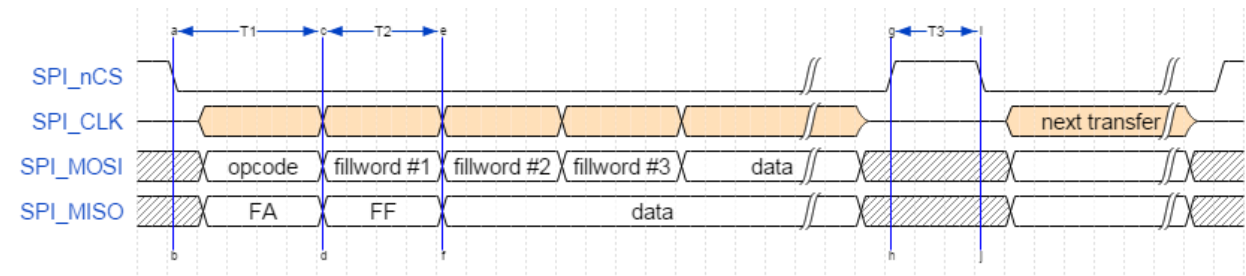 a T1 c T2 e g T3 i
SPI_nCS
SPI_CLK next transfer
SPI_MOSI opcode fillword #1 fillword #2 fillword #3 data
SPI_MISO FA FF data
b d f h j